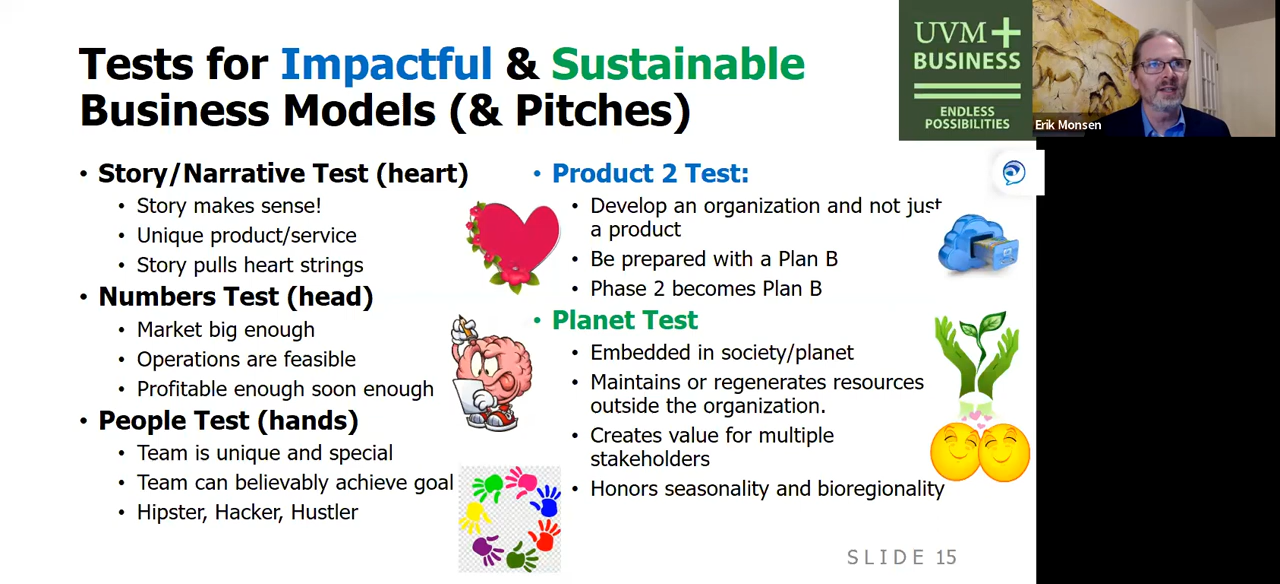 Tests for Impactful & Sustainable
Business Models (& Pitches)
UVM+
BUSINESS
ENDLESS
POSSIBILITIES
Erik Monsen
• Story/Narrative Test (heart)
• Story makes sense!
• Unique product/service
• Story pulls heart strings
• Numbers Test (head)
• Market big enough
• Operations are feasible
• Profitable enough soon enough
• People Test (hands)
• Team is unique and special
• Team can believably achieve goal
• Hipster, Hacker, Hustler
• Product 2 Test:
• Develop an organization and not just
a product
• Be prepared with a Plan B
• Phase 2 becomes Plan B
• Planet Test
• Embedded in society/planet
• Maintains or regenerates resources
outside the organization.
• Creates value for multiple
stakeholders
• Honors seasonality and bioregionality
SLIDE 15